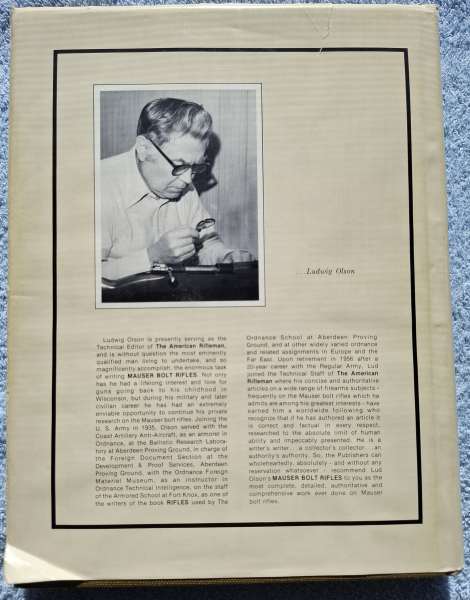 ...Ludwig Olson
Ludwig Olson is presently serving as the
Technical Editor of The American Rifleman,
and is without question the most eminently
qualified man living to undertake, and so
magnificently accomplish, the enormous task
of writing MAUSER BOLT RIFLES. Not only
has he had a lifelong interest and love for
guns going back to his childhood in
Wisconsin, but during his military and later
civilian career he has had an extremely
enviable opportunity to continue his private
research on the Mauser bolt rifles. Joining the
U. S. Army in 1935, Olson served with the
Coast Artillery Anti-Aircraft, as an armorer in
Ordnance, at the Ballistic Research Labora-
tory at Aberdeen Proving Ground, in charge of
the Foreign Document Section at the
Development & Proof Services, Aberdeen
Proving Ground, with the Ordnance Foreign
Materiel Museum, as an instructor in
Ordnance Technical Intelligence, on the staff
of the Armored School at Fort Knox, as one of
the writers of the book RIFLES used by The
Ordnance School at Aberdeen Proving
Ground, and at other widely varied ordnance
and related assignments in Europe and the
Far East. Upon retirement in 1956 after a
20-year career with the Regular Army, Lud
joined the Technical Staff of The American
Rifleman where his concise and authoritative
articles on a wide range of firearms subjects -
frequently on the Mauser bolt rifles which he
admits are among his greatest interests - have
earned him a worldwide following who
recognize that if he has authored an article it
is correct and factual in every respect,
researched to the absolute limit of human
ability and impeccably presented. He is a
writer's writer. . .a collector's collector. . .an
authority's authority. So, the Publishers can
wholeheartedly, absolutely - and without any
reservation whatsoever - recommend Lud
Olson's MAUSER BOLT RIFLES to you as the
most complete, detailed, authoritative and
comprehensive work ever done on Mauser
bolt rifles.